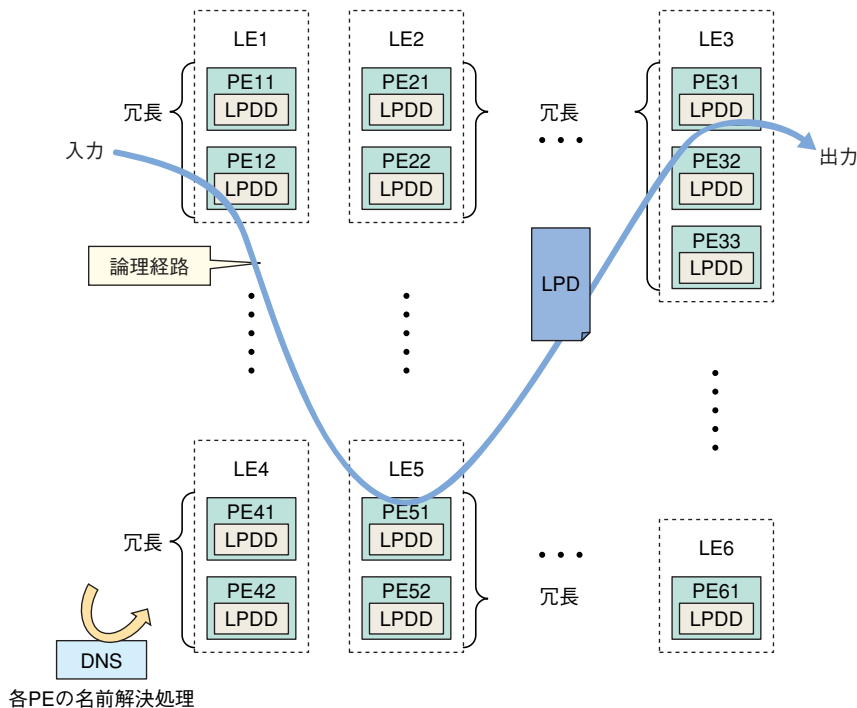 LE1
LE2
LE3
PE11
LPDD
PE21
LPDD
PE31
LPDD
冗長
冗長
入力
PE12
LPDD
PE22
LPDD
PE32
LPDD
出力
PE33
LPDD
論理経路
LPD
LE4
LE5
PE41
LPDD
PE51
LPDD
冗長
LE6
PE42
LPDD
PE52
LPDD
冗長
PE61
LPDD
DNS
各PEの名前解決処理